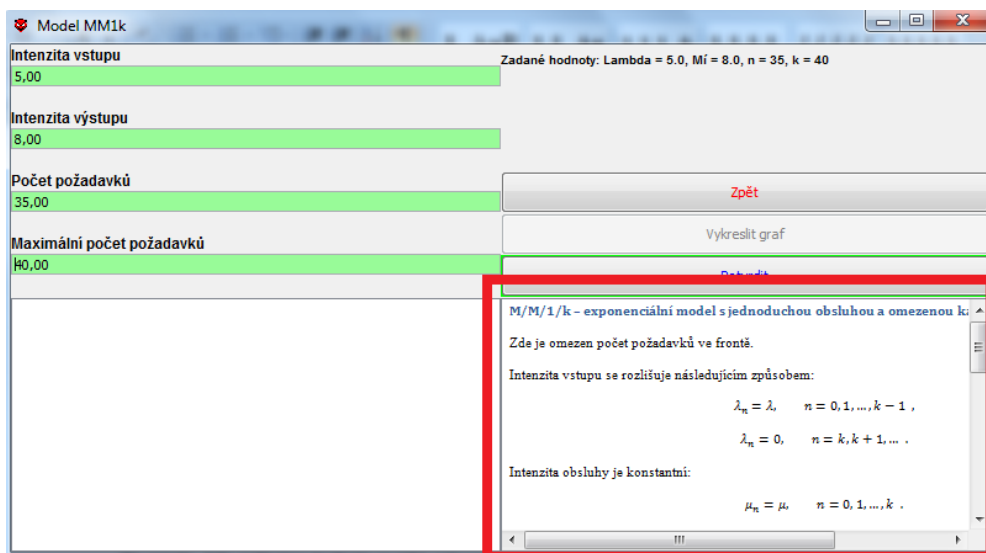 Model MM1k
Intenzita vstupu
5,00
Zadané hodnoty: Lambda = 5.0, Mí = 8.0, n = 35, k = 40
Intenzita výstupu
8,00
Počet požadavků
35,00
Zpět
Maximální počet požadavků
40,00
Vykreslit graf
Potvrdit
M/M/1/k – exponenciální model s jednoduchou obsluhou a omezenou
Zde je omezen počet požadavků ve frontě.
Intenzita vstupu se rozlišuje následujícím způsobem:
λₙ = λ, n = 0,1,…,k − 1 ,
λₙ = 0, n = k,k + 1,… .
Intenzita obsluhy je konstantní:
μₙ = μ, n = 0,1,…,k .